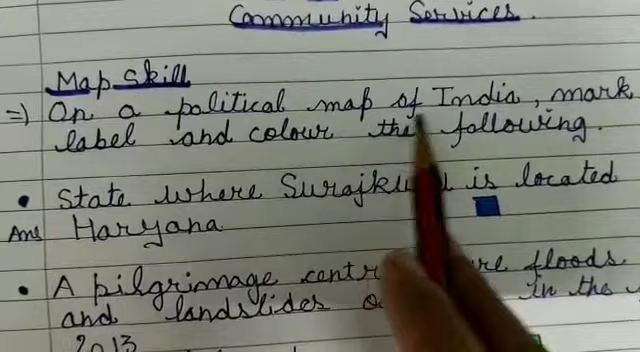 Community Services.
Map Skill
=) On a political map of India, mark
label and colour the following.
• State where Surajku is located
Ans Haryana
• A pilgrimage centr floods
and landslides in the
2013